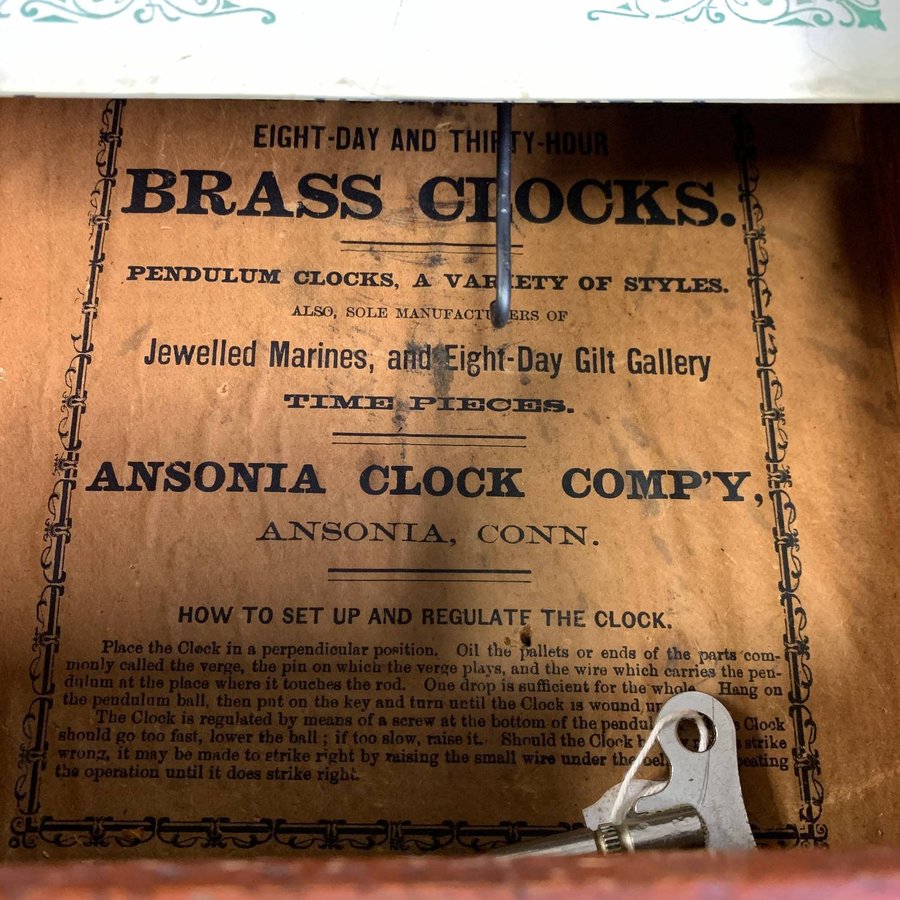 EIGHT-DAY AND THIRTY-HOUR
BRASS CLOCKS.
PENDULUM CLOCKS, A VARIETY OF STYLES.
ALSO, SOLE MANUFACTURERS OF
Jewelled Marines, and Eight-Day Gilt Gallery
TIME PIECES.
ANSONIA CLOCK COMP'Y,
ANSONIA, CONN.
HOW TO SET UP AND REGULATE THE CLOCK.
Place the Clock in a perpendicular position. Oil the pallets or ends of the parts com-
monly called the verge, the pin on which the verge plays, and the wire which carries the pen-
dulum at the place where it touches the rod. One drop is sufficient for the whole. Hang on
the pendulum ball, then put on the key and turn until the Clock is wound up
The Clock is regulated by means of a screw at the bottom of the pendul Clock
should go too fast, lower the ball; if too slow, raise it. Should the Clock strike
wrong, it may be made to strike right by raising the small wire under the
the operation until it does strike right.